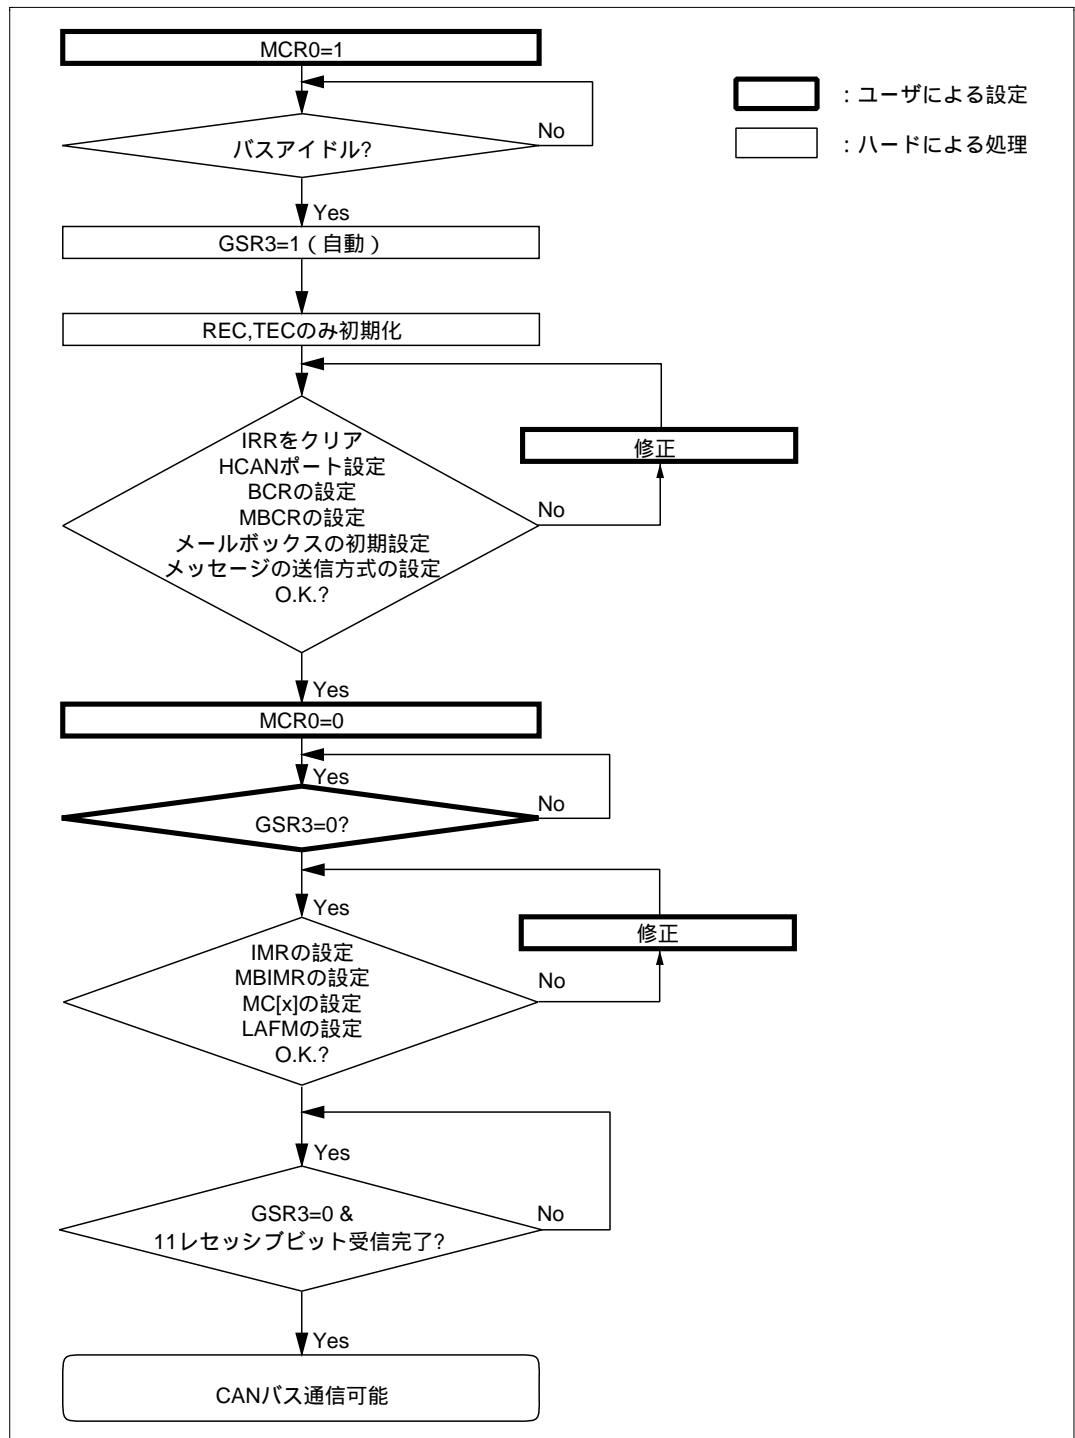 MCR0=1
：ユーザによる設定
No
バスアイドル?
：ハードによる処理
Yes
GSR3=1（自動）
REC,TECのみ初期化
IRRをクリア
HCANポート設定
BCRの設定
MBCRの設定
メールボックスの初期設定
メッセージの送信方式の設定
O.K.?
修正
No
Yes
MCR0=0
Yes
No
GSR3=0?
Yes
修正
IMRの設定
MBIMRの設定
MC[x]の設定
LAFMの設定
O.K.?
No
Yes
GSR3=0 &
11レセッシブビット受信完了?
No
Yes
CANバス通信可能